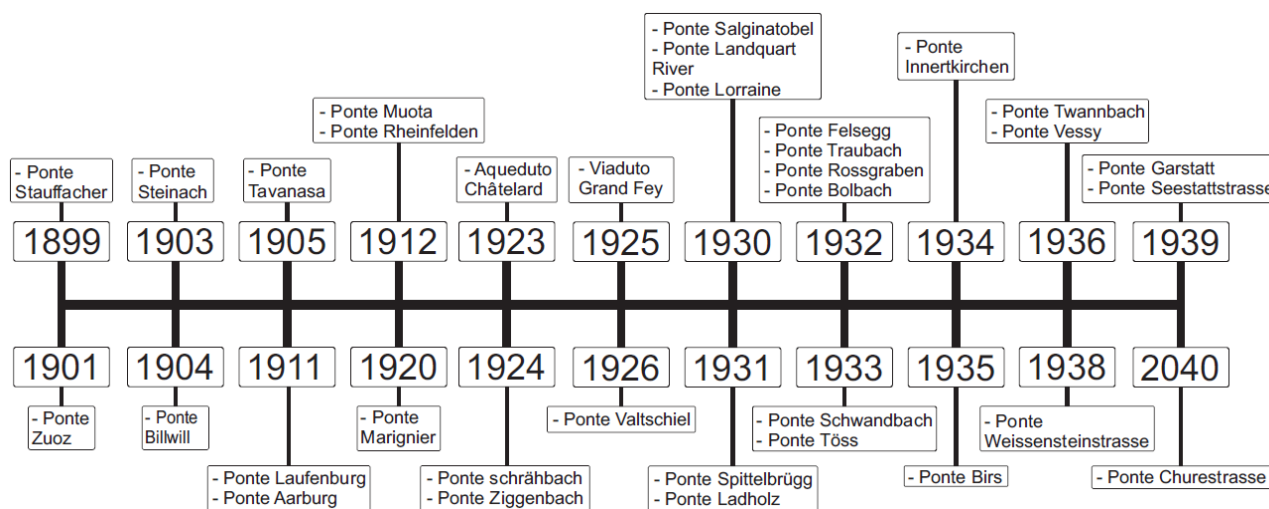 - Ponte Salginatobel
- Ponte Landquart
River
- Ponte Lorraine
- Ponte
Innertkirchen
- Ponte Muota
- Ponte Rheinfelden
- Ponte Twannbach
- Ponte Vessy
- Ponte Felsegg
- Ponte Traubach
- Ponte Rossgraben
- Ponte Bolbach
- Ponte
Stauffacher
- Ponte
Steinach
- Ponte
Tavanasa
- Aqueduto
Châtelard
- Viaduto
Grand Fey
- Ponte Garstatt
- Ponte Seestattstrasse
1899
1903
1905
1912
1923
1925
1930
1932
1934
1936
1939
1901
1904
1911
1920
1924
1926
1931
1933
1935
1938
2040
- Ponte
Zuoz
- Ponte
Billwill
- Ponte
Marignier
- Ponte Valtschiel
- Ponte Schwandbach
- Ponte Töss
- Ponte
Weissensteinstrasse
- Ponte Laufenburg
- Ponte Aarburg
- Ponte schrähbach
- Ponte Ziggenbach
- Ponte Spittelbrügg
- Ponte Ladholz
- Ponte Birs
- Ponte Churestrasse